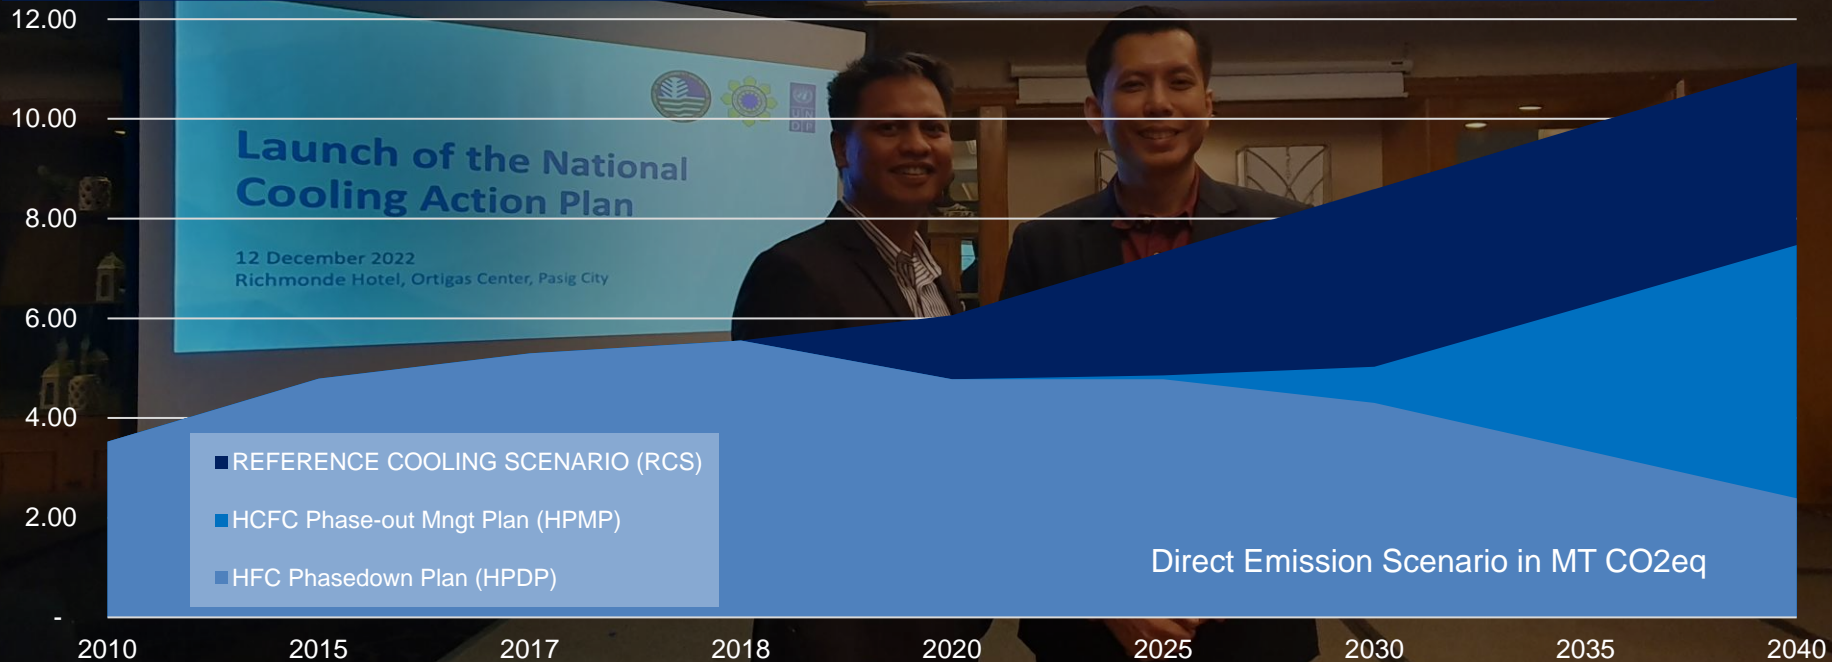 12.00
10.00
8.00
6.00
4.00
2.00
-
Launch of the National
Cooling Action Plan
12 December 2022
Richmonde Hotel, Ortigas Center, Pasig City
UN
DP
REFERENCE COOLING SCENARIO (RCS)
HCFC Phase-out Mngt Plan (HPMP)
HFC Phasedown Plan (HPDP)
Direct Emission Scenario in MT CO2eq
2010 2015 2017 2018 2020 2025 2030 2035 2040